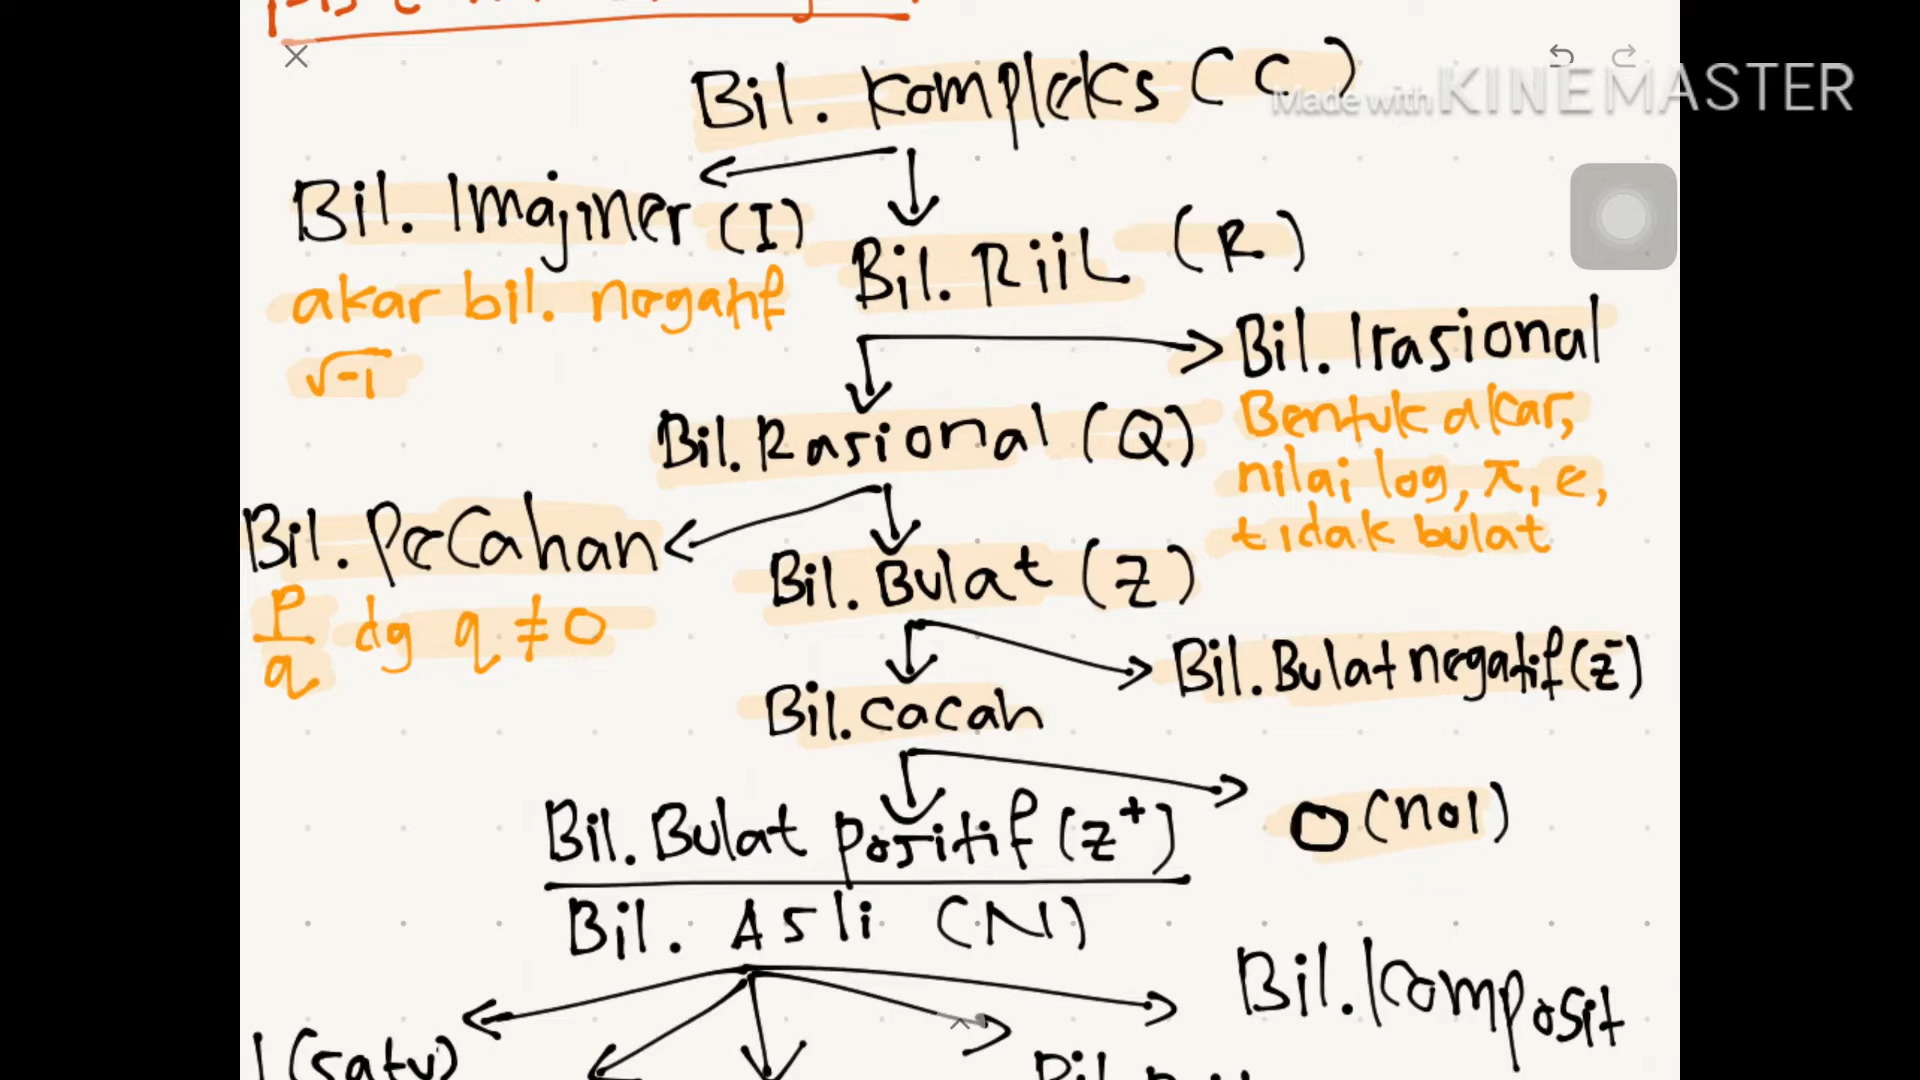 Made with KINEMASTER
Bil. Kompleks (C)
Bil. Imajiner (I)
akar bil. negatif
√-1
Bil. Riil (R)
Bil. Irasional
Bentuk akar,
nilai log, π, e,
tidak bulat
Bil. Rasional (Q)
Bil. Pecahan
p/q dg q ≠ 0
Bil. Bulat (Z)
Bil. Bulat negatif (z⁻)
Bil. Cacah
Bil. Bulat positif (z⁺)
0 (nol)
Bil. Asli (N)
Bil. Komposit
1 (satu)